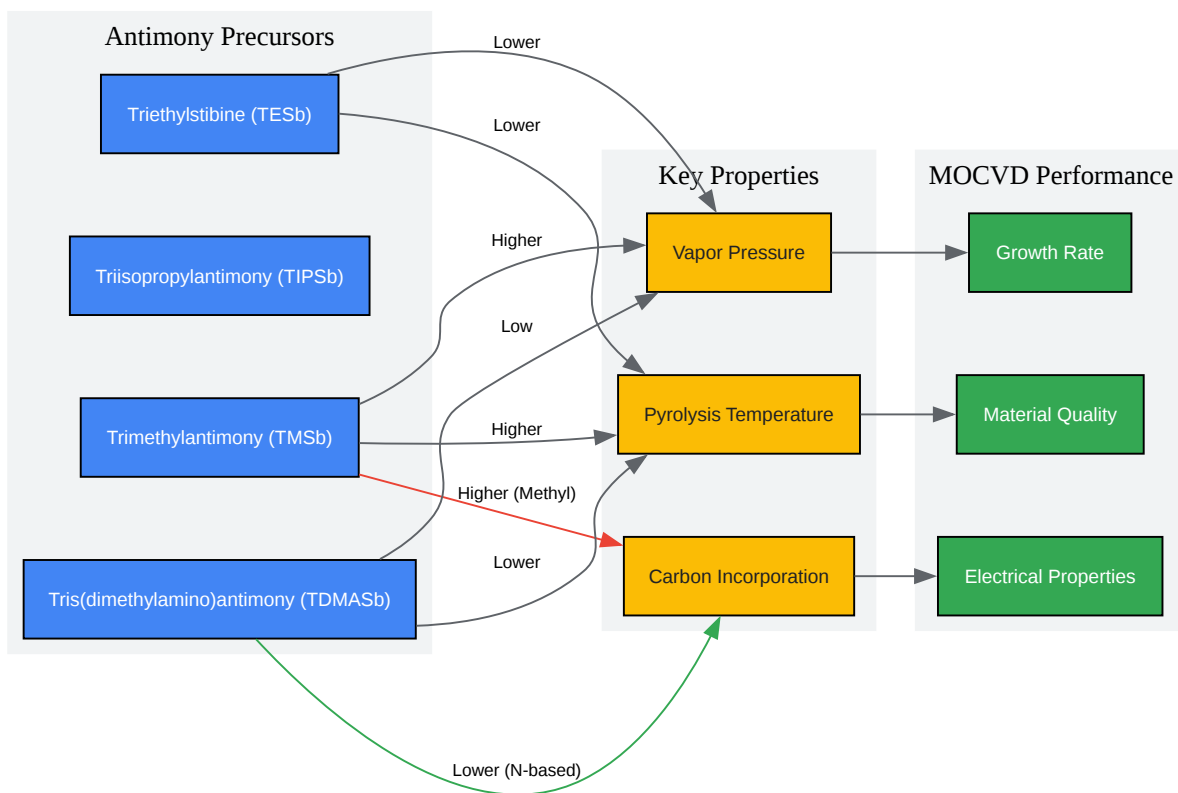 Antimony Precursors
Triethylstibine (TESb)
Triisopropylantimony (TIPSb)
Trimethylantimony (TMSb)
Tris(dimethylamino)antimony (TDMASb)
Lower
Lower
Higher
Low
Higher
Higher (Methyl)
Lower
Lower (N-based)
Key Properties
Vapor Pressure
Pyrolysis Temperature
Carbon Incorporation
MOCVD Performance
Growth Rate
Material Quality
Electrical Properties